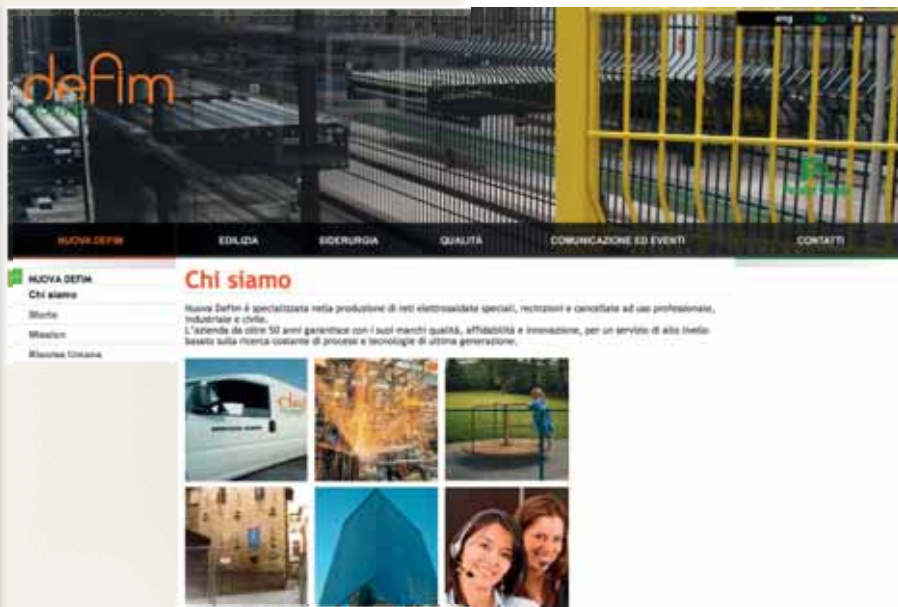 eng ita fra
defim
NUOVA DEFIM EDILIZIA SIDERURGIA QUALITÀ COMUNICAZIONE ED EVENTI CONTATTI
NUOVA DEFIM
Chi siamo
Storia
Mission
Risorse Umane
Chi siamo
Nuova Defim è specializzata nella produzione di reti elettrosaldate speciali, recinzioni e cancellate ad uso professionale,
industriale e civile.
L'azienda da oltre 50 anni garantisce con i suoi marchi qualità, affidabilità e innovazione, per un servizio di alto livello
basato sulla ricerca costante di processi e tecnologie di ultima generazione.